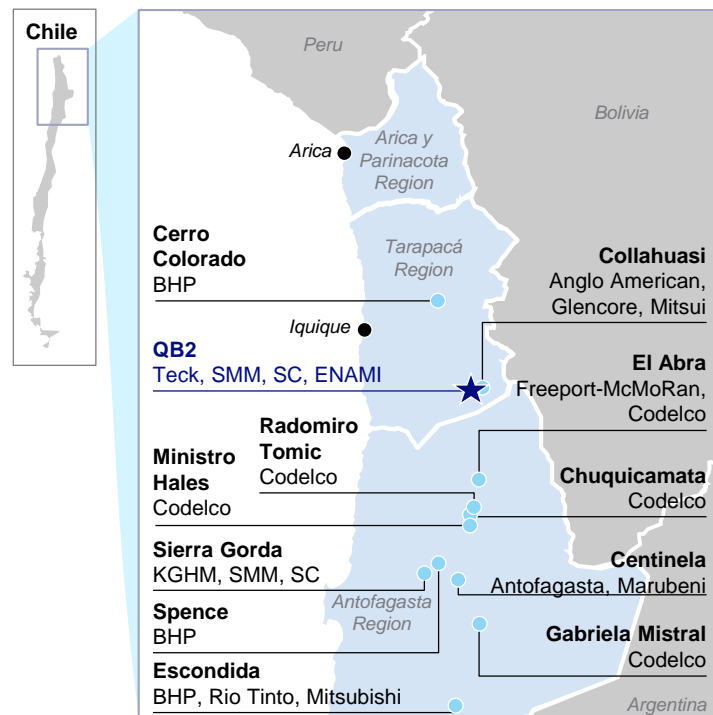 Chile
Peru
Bolivia
Arica
Arica y
Parinacota
Region
Cerro
Colorado
BHP
Tarapacá
Region
Collahuasi
Anglo American,
Glencore, Mitsui
Iquique
QB2
Teck, SMM, SC, ENAMI
El Abra
Freeport-McMoRan,
Codelco
Radomiro
Tomic
Codelco
Ministro
Hales
Codelco
Chuquicamata
Codelco
Sierra Gorda
KGHM, SMM, SC
Centinela
Antofagasta, Marubeni
Antofagasta
Region
Spence
BHP
Gabriela Mistral
Codelco
Escondida
BHP, Rio Tinto, Mitsubishi
Argentina